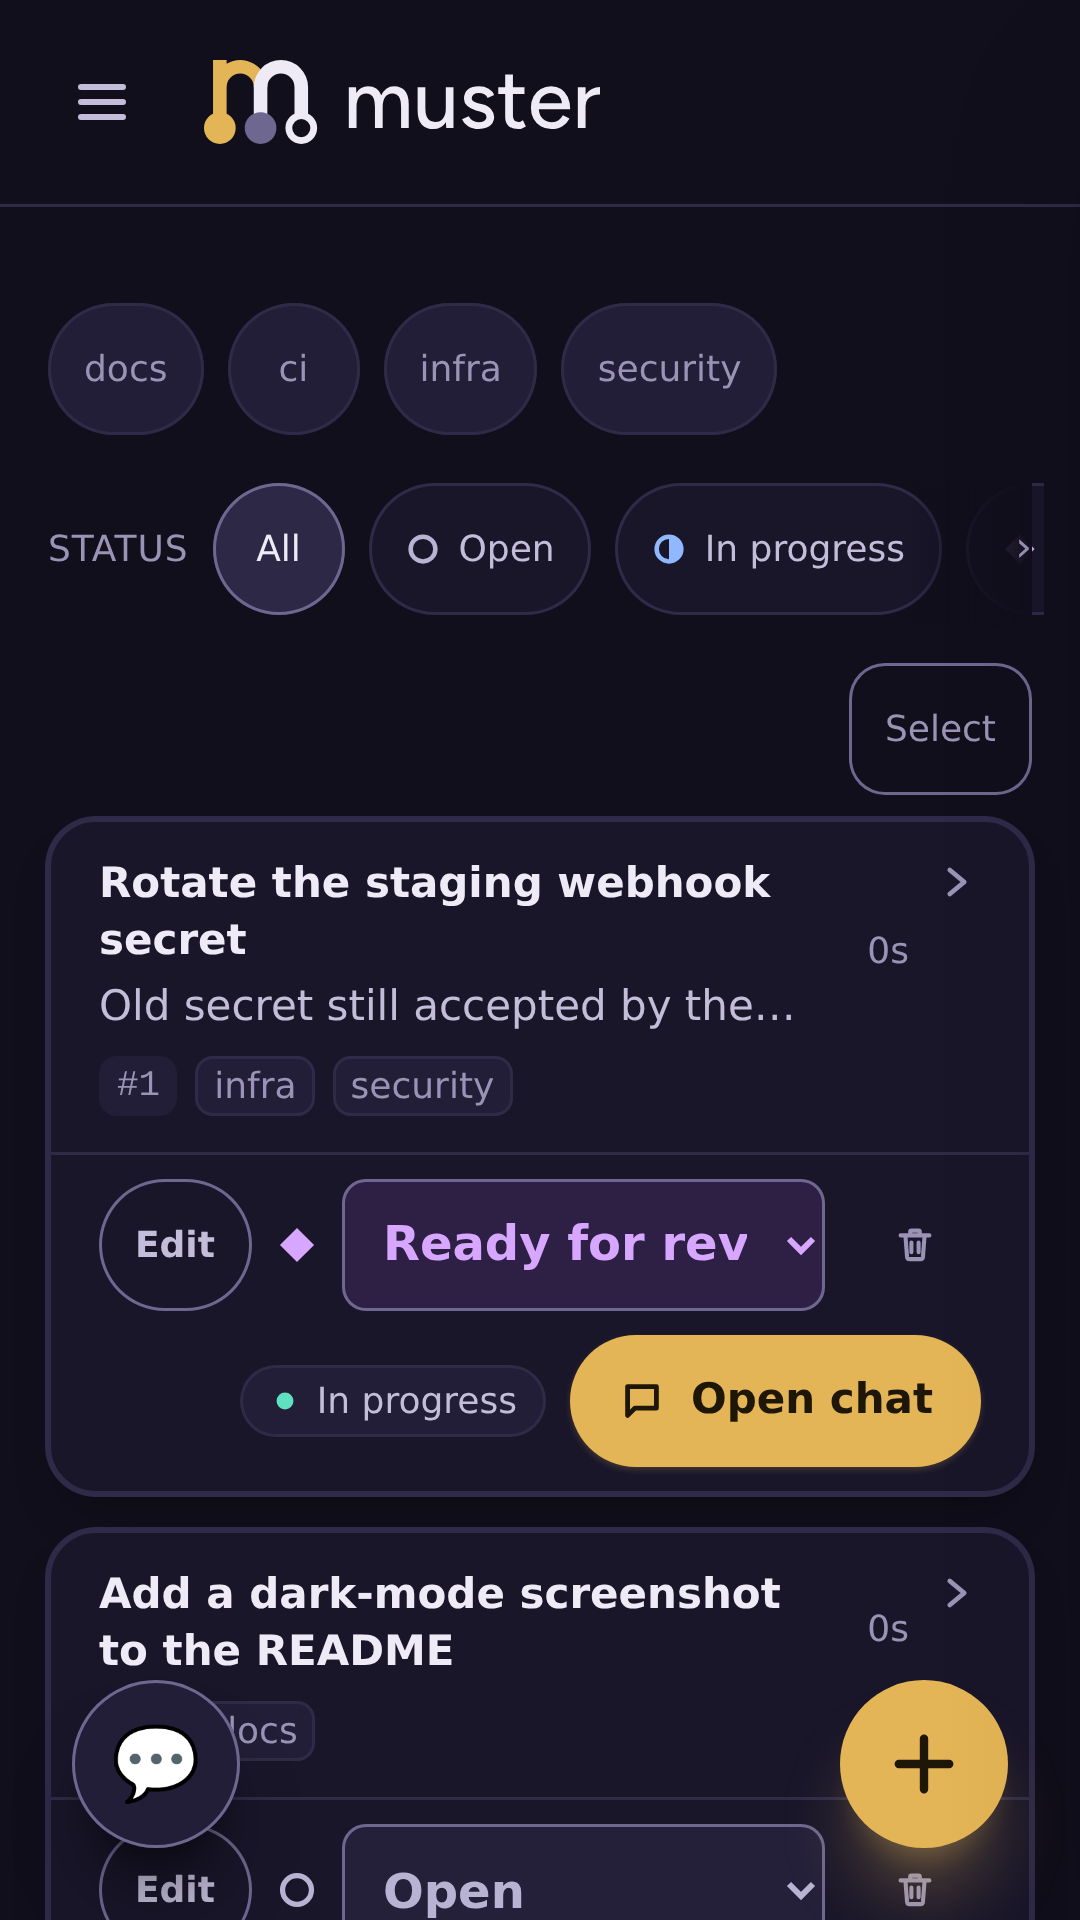 muster
docs ci infra security
STATUS All Open In progress
Select
Rotate the staging webhook
secret
0s
Old secret still accepted by the…
#1 infra security
Edit Ready for rev
In progress Open chat
Add a dark-mode screenshot
to the README
0s
Edit Open